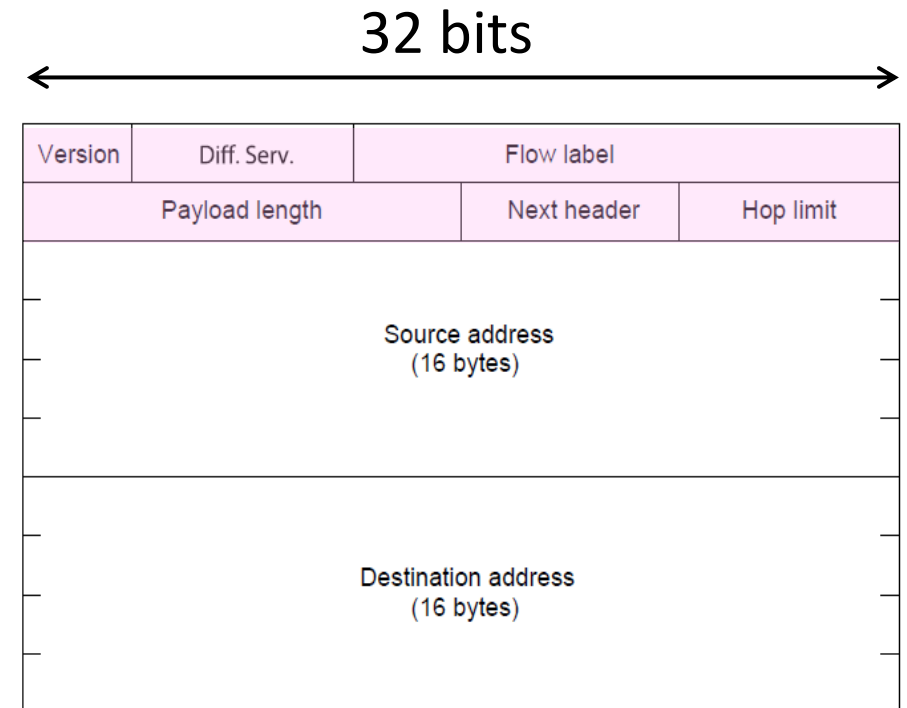 32 bits
Version Diff. Serv. Flow label
Payload length Next header Hop limit
Source address
(16 bytes)
Destination address
(16 bytes)